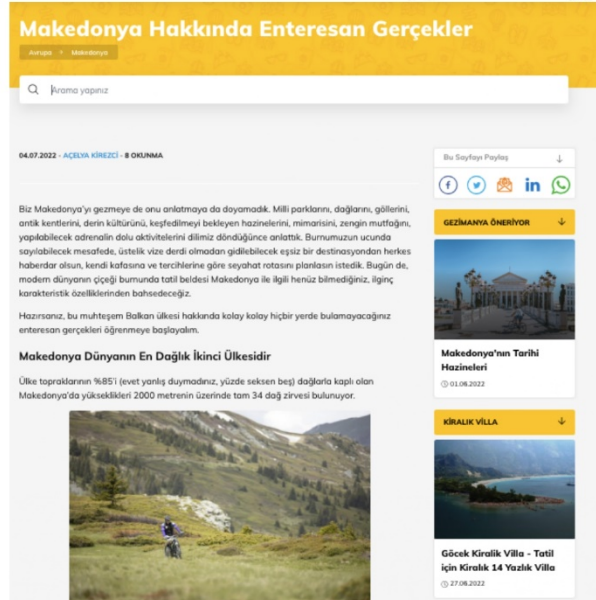 Makedonya Hakkında Enteresan Gerçekler
Avrupa > Makedonya
Arama yapınız
04.07.2022 - AÇELYA KİREZCİ - 8 OKUNMA
Biz Makedonya'yı gezmeye de onu anlatmaya da doyamadık. Milli parklarını, dağlarını, göllerini,
antik kentlerini, derin kültürünü, keşfedilmeyi bekleyen hazinelerini, mimarisini, zengin mutfağını,
yapılabilecek adrenalin dolu aktivitelerini dilimiz döndüğünce anlattık. Burnumuzun ucunda
sayılabilecek mesafede, üstelik vize derdi olmadan gidilebilecek eşsiz bir destinasyondan herkes
haberdar olsun, kendi kafasına ve tercihlerine göre seyahat rotasını planlasın istedik. Bugün de,
modern dünyanın çiçeği burnunda tatil beldesi Makedonya ile ilgili henüz bilmediğiniz, ilginç
karakteristik özelliklerinden bahsedeceğiz.
Hazırsanız, bu muhteşem Balkan ülkesi hakkında kolay kolay hiçbir yerde bulamayacağınız
enteresan gerçekleri öğrenmeye başlayalım.
Makedonya Dünyanın En Dağlık İkinci Ülkesidir
Ülke topraklarının %85'i (evet yanlış duymadınız, yüzde seksen beş) dağlarla kaplı olan
Makedonya'da yükseklikleri 2000 metrenin üzerinde tam 34 dağ zirvesi bulunuyor.
Bu Sayfayı Paylaş
GEZİMANYA ÖNERİYOR
Makedonya'nın Tarihi
Hazineleri
01.08.2022
KİRALIK VİLLA
Göcek Kiralik Villa - Tatil
için Kiralık 14 Yazlık Villa
27.08.2022